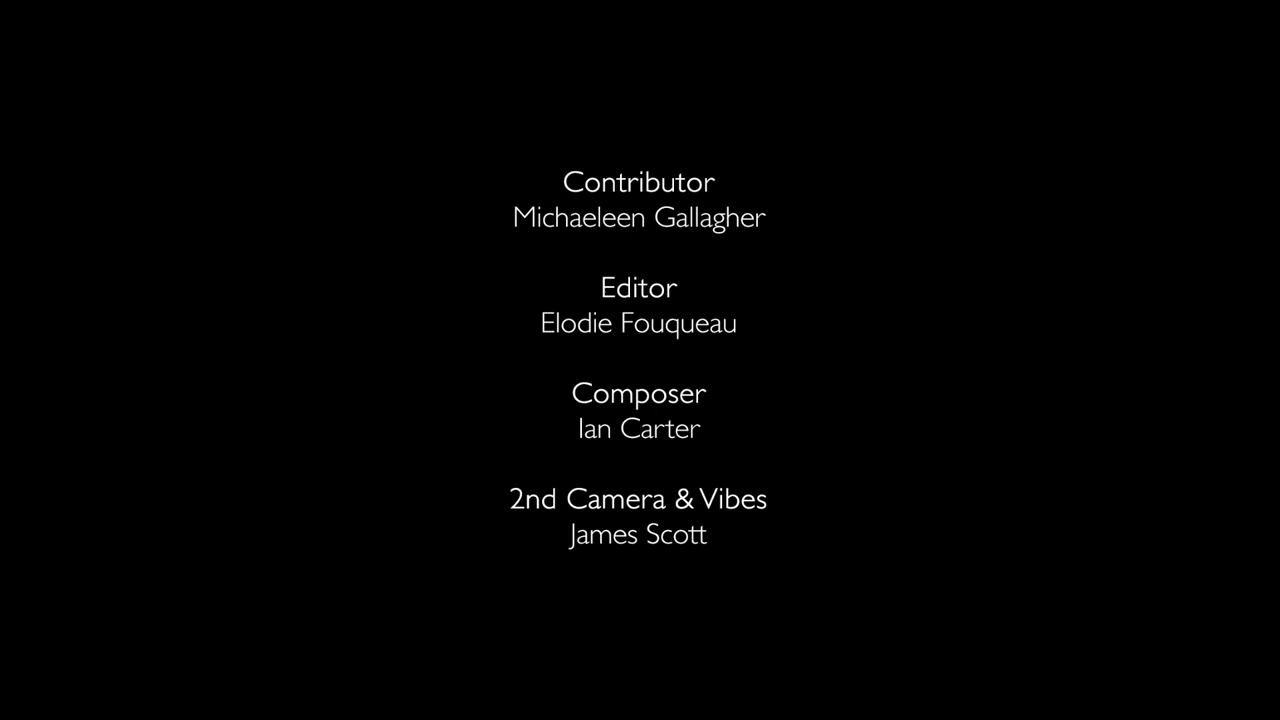 Contributor
Michaeleen Gallagher
Editor
Elodie Fouqueau
Composer
Ian Carter
2nd Camera & Vibes
James Scott